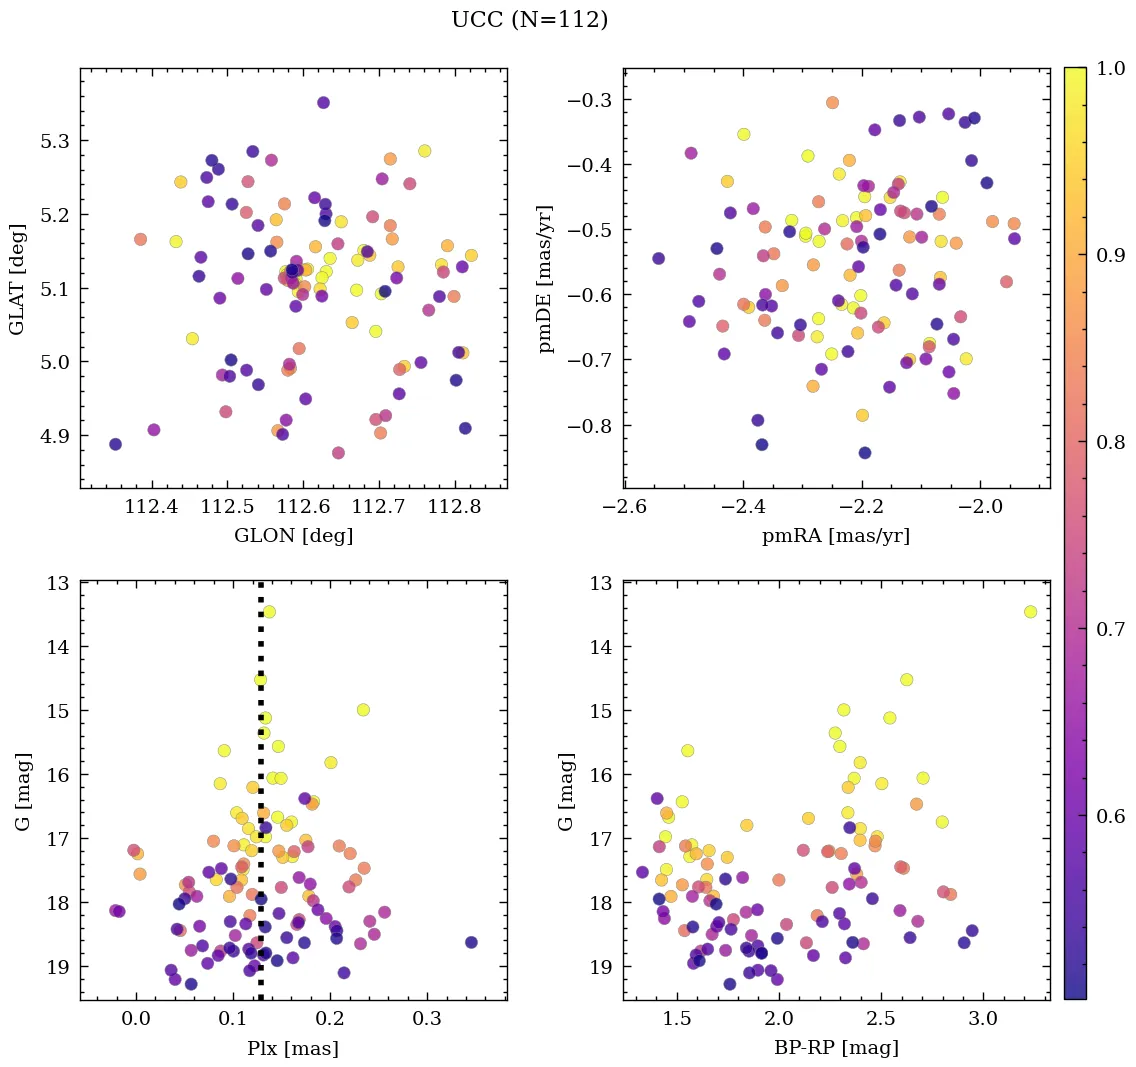 UCC (N=112)
5.3
5.2
5.1
5.0
4.9
GLAT [deg]
112.4 112.5 112.6 112.7 112.8
GLON [deg]
−0.3
−0.4
−0.5
−0.6
−0.7
−0.8
pmDE [mas/yr]
−2.6 −2.4 −2.2 −2.0
pmRA [mas/yr]
13
14
15
16
17
18
19
G [mag]
0.0 0.1 0.2 0.3
Plx [mas]
13
14
15
16
17
18
19
G [mag]
1.5 2.0 2.5 3.0
BP-RP [mag]
1.0
0.9
0.8
0.7
0.6